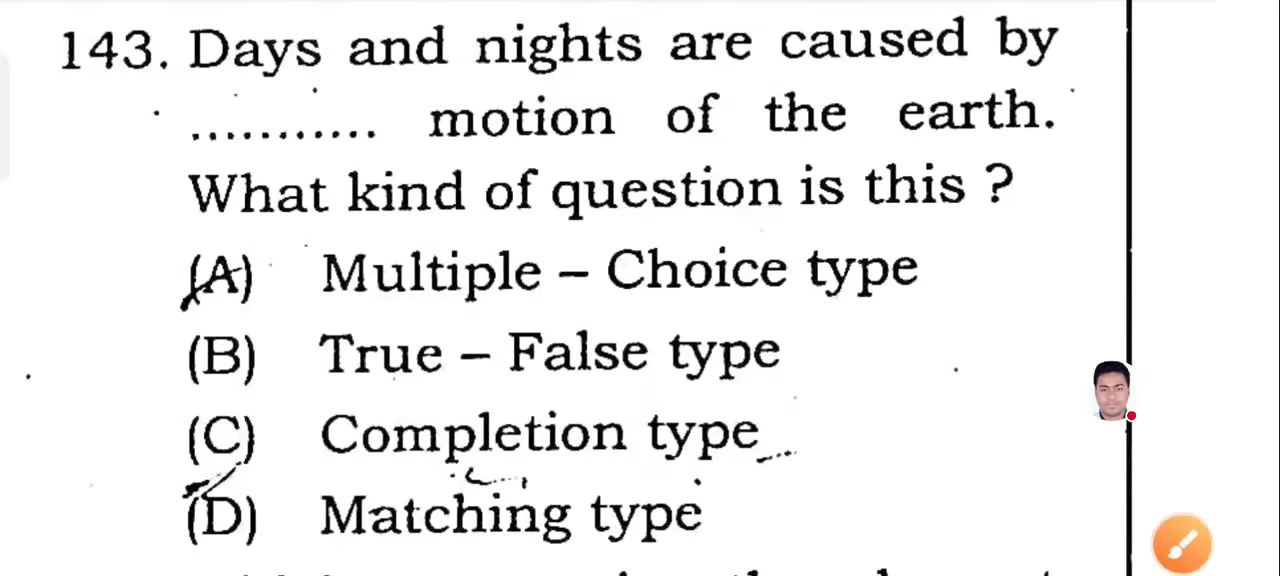 143. Days and nights are caused by
........... motion of the earth.
What kind of question is this ?
(A) Multiple – Choice type
(B) True – False type
(C) Completion type
(D) Matching type